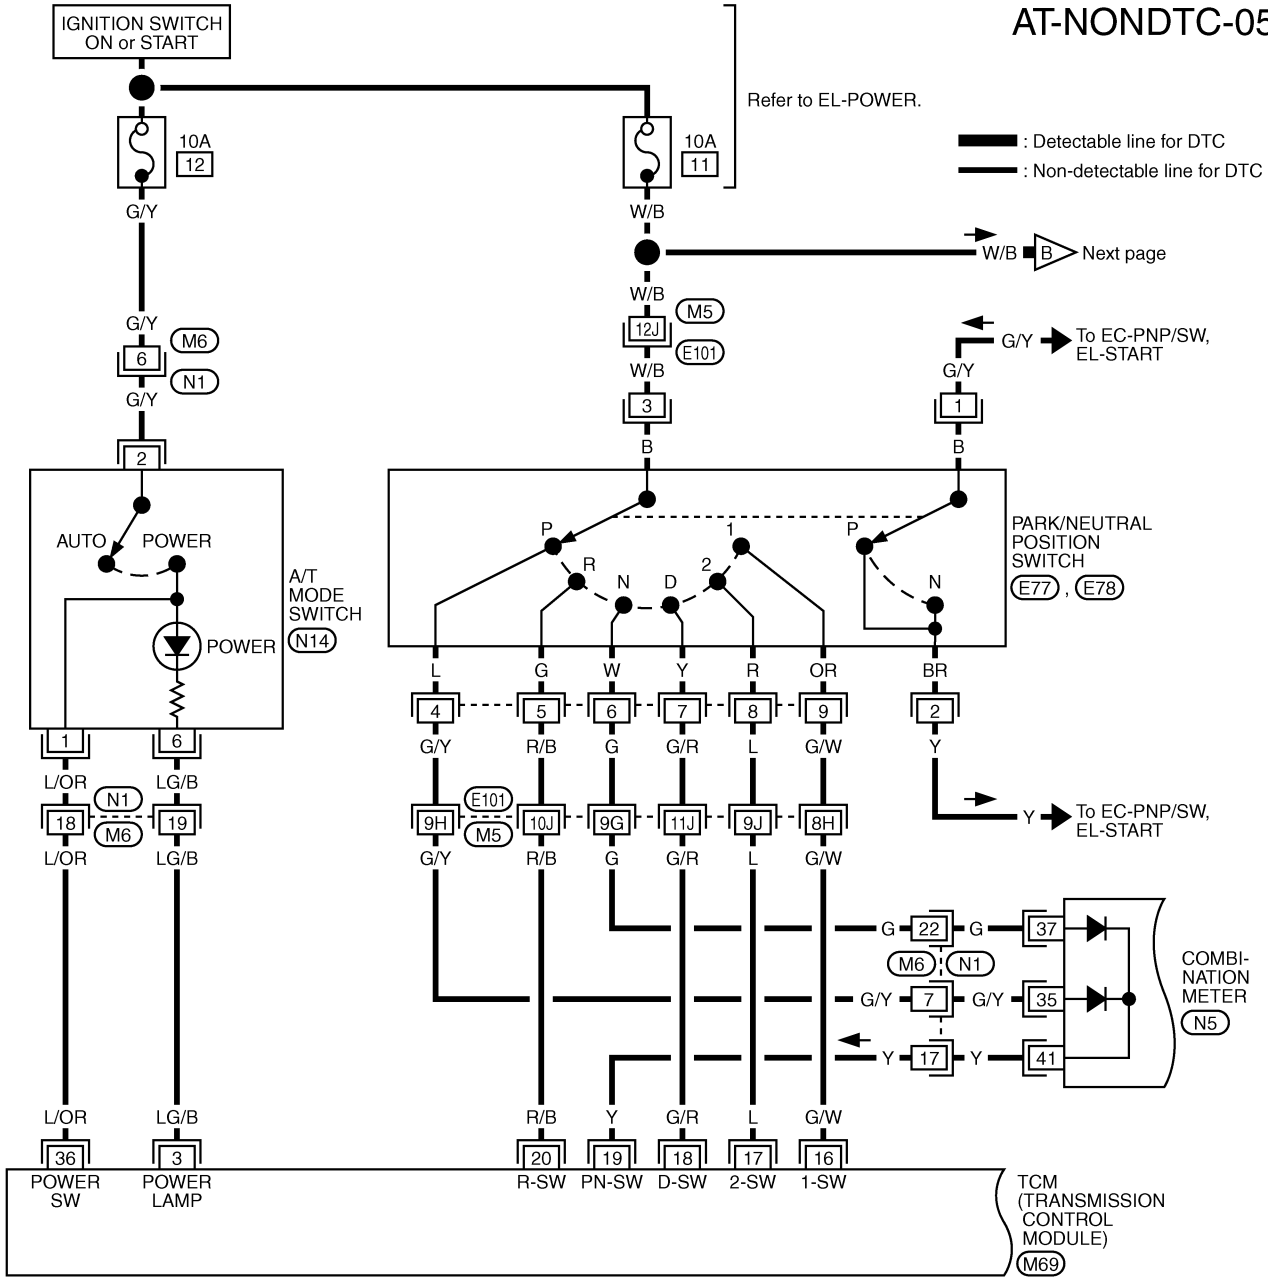 AT-NONDTC-05
IGNITION SWITCH
ON or START
Refer to EL-POWER.
10A
12
10A
11
: Detectable line for DTC
: Non-detectable line for DTC
G/Y
W/B
W/B B Next page
W/B
M5
12J
E101
G/Y
M6
6
N1
G/Y
W/B
G/Y
To EC-PNP/SW,
EL-START
G/Y
3
1
B
B
2
AUTO
POWER
POWER
A/T
MODE
SWITCH
N14
P
R
N
D
2
1
P
N
PARK/NEUTRAL
POSITION
SWITCH
E77 , E78
L G W Y R OR BR
4 5 6 7 8 9 2
G/Y R/B G G/R L G/W Y
1 6
L/OR LG/B
N1
18 19
M6
L/OR LG/B
E101
9H 10J 9G 11J 9J 8H
M5
G/Y R/B G G/R L G/W
Y
To EC-PNP/SW,
EL-START
G 22 G 37
M6 N1
G/Y 7 G/Y 35
Y 17 Y 41
COMBI-
NATION
METER
N5
L/OR LG/B R/B Y G/R L G/W
36 3 20 19 18 17 16
POWER
SW
POWER
LAMP
R-SW PN-SW D-SW 2-SW 1-SW
TCM
(TRANSMISSION
CONTROL
MODULE)
M69